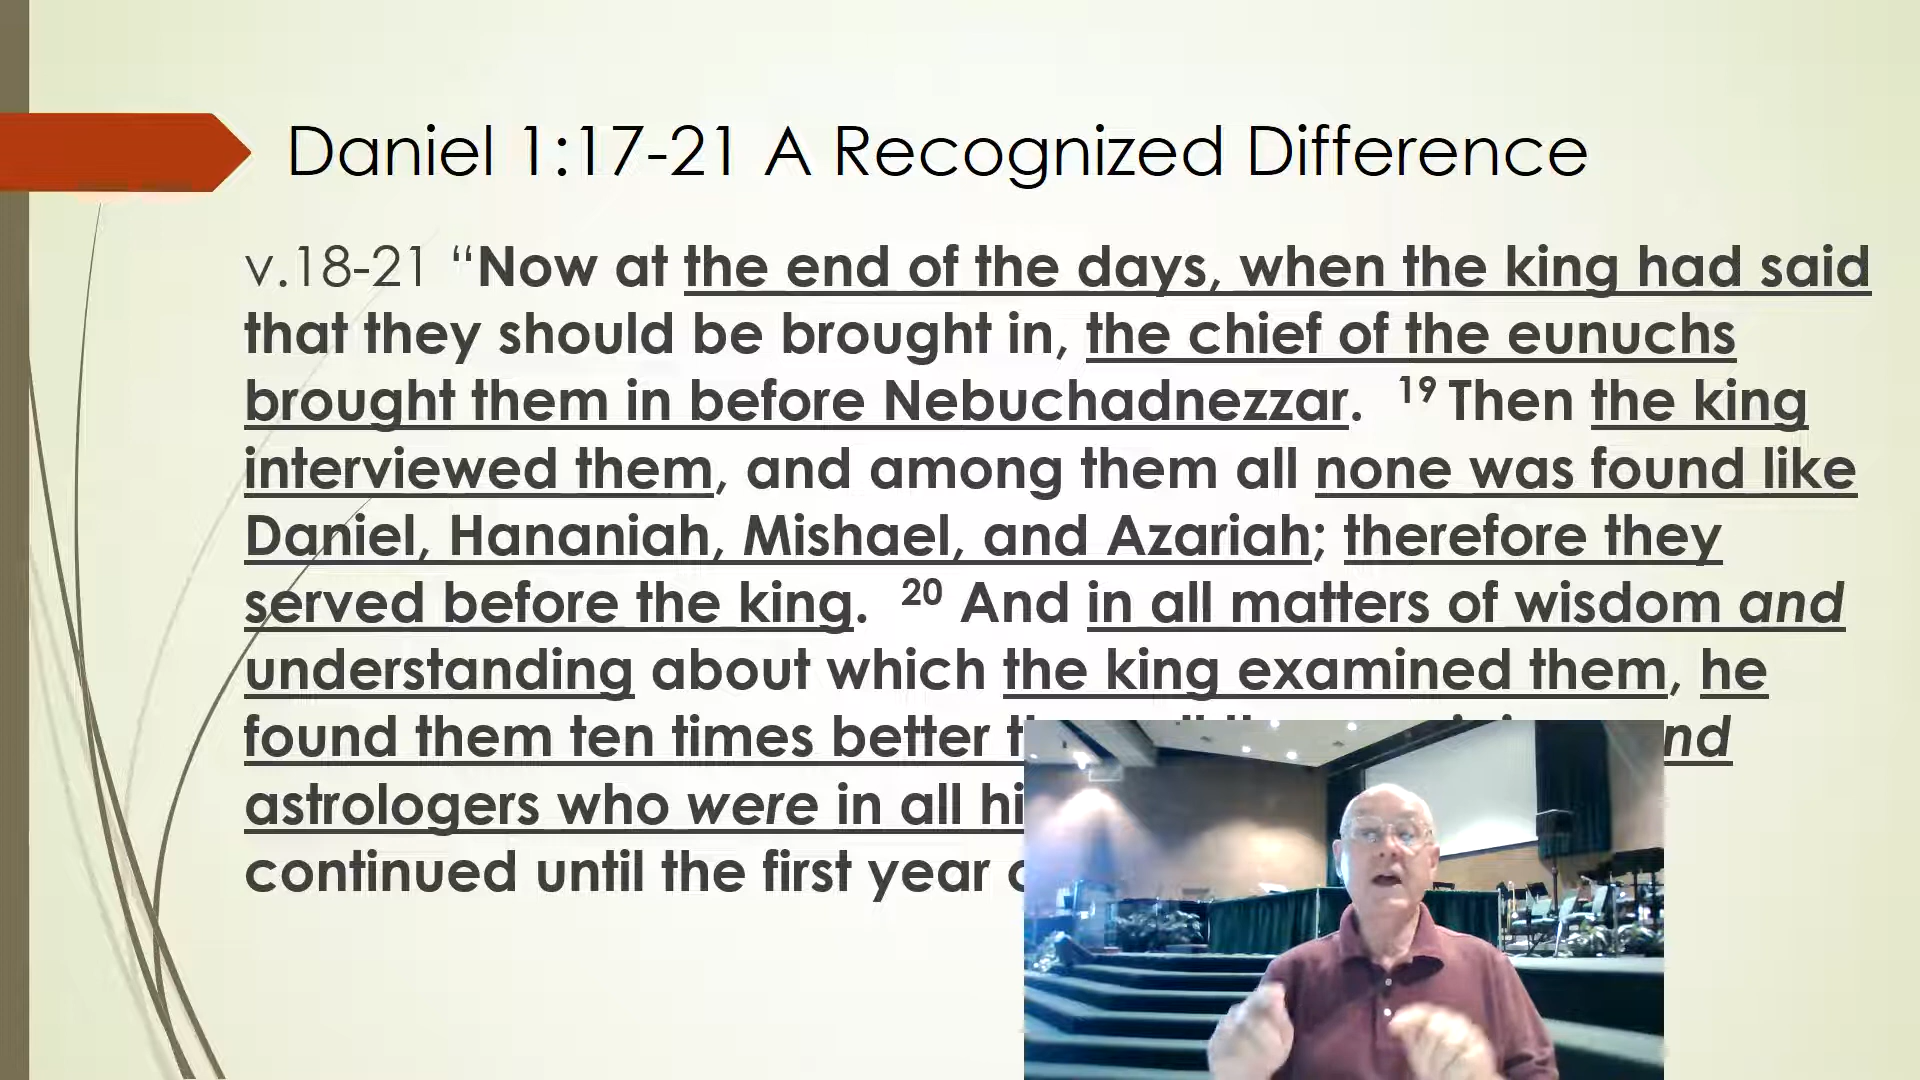 Daniel 1:17-21 A Recognized Difference
v.18-21 “Now at the end of the days, when the king had said
that they should be brought in, the chief of the eunuchs
brought them in before Nebuchadnezzar. 19 Then the king
interviewed them, and among them all none was found like
Daniel, Hananiah, Mishael, and Azariah; therefore they
served before the king. 20 And in all matters of wisdom and
understanding about which the king examined them, he
found them ten times better
astrologers who were in all
continued until the first year